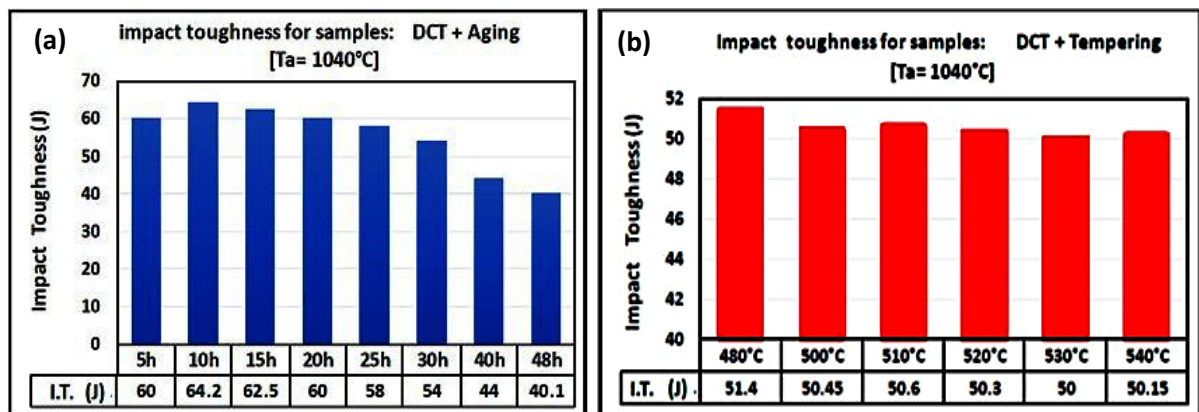 (a)
impact toughness for samples: DCT + Aging
[Ta= 1040°C]
Impact Toughness (J)
70
60
50
40
30
20
10
0
5h 10h 15h 20h 25h 30h 40h 48h
I.T. (J) 60 64.2 62.5 60 58 54 44 40.1
(b)
Impact toughness for samples: DCT + Tempering
[Ta= 1040°C]
Impact Toughness (J)
52
50
48
46
44
42
40
480°C 500°C 510°C 520°C 530°C 540°C
I.T. (J) 51.4 50.45 50.6 50.3 50 50.15